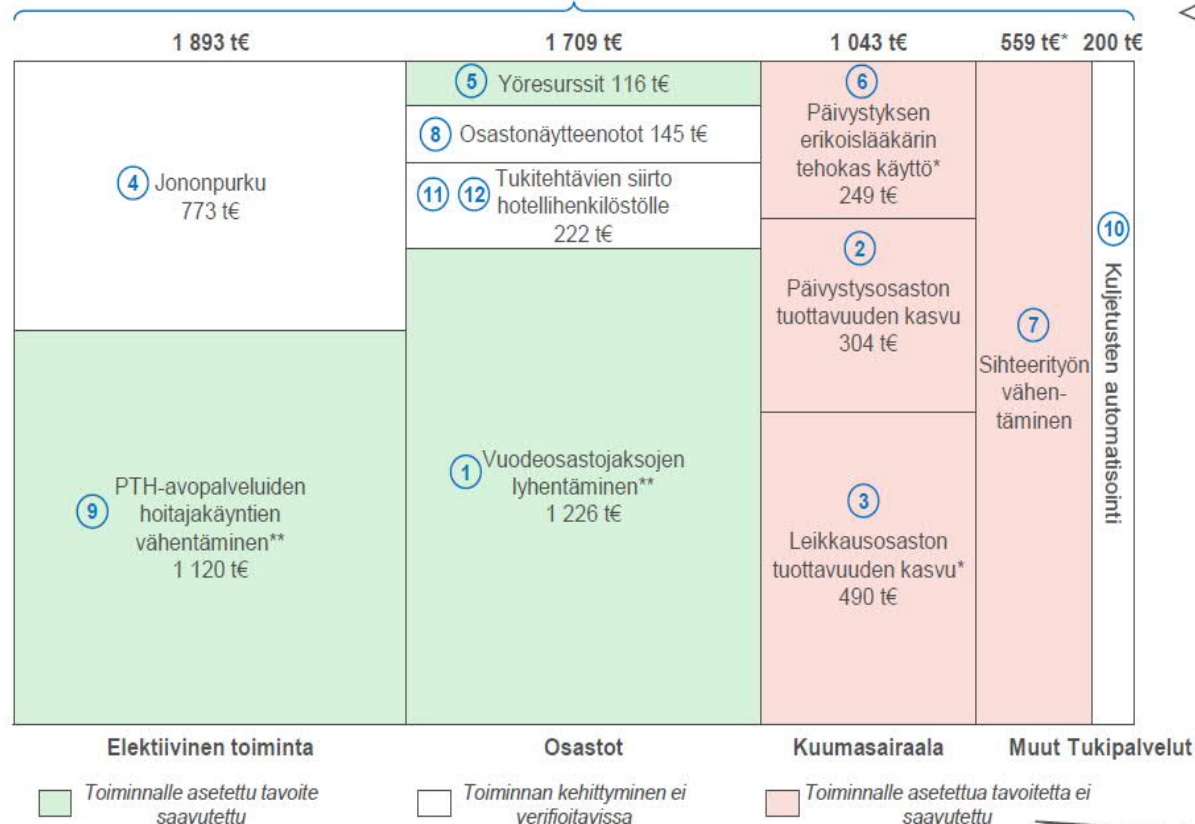 1 893 t€
1 709 t€
1 043 t€
559 t€*
200 t€
4 Jononpurku
773 t€
9 PTH-avopalveluiden
hoitajakäyntien
vähentäminen**
1 120 t€
5 Yöresurssit 116 t€
8 Osastonäytteenotot 145 t€
11 12 Tukitehtävien siirto
hotellihenkilöstölle
222 t€
1 Vuodeosastojaksojen
lyhentäminen**
1 226 t€
6
Päivystyksen
erikoislääkärin
tehokas käyttö*
249 t€
2
Päivystysosaston
tuottavuuden kasvu
304 t€
3
Leikkausosaston
tuottavuuden kasvu*
490 t€
7
Sihteerityön
vähen-
täminen
10
Kuljetusten automatisointi
Elektiivinen toiminta
Osastot
Kuumasairaala
Muut Tukipalvelut
Toiminnalle asetettu tavoite
saavutettu
Toiminnan kehittyminen ei
verifioitavissa
Toiminnalle asetettua tavoitetta ei
saavutettu